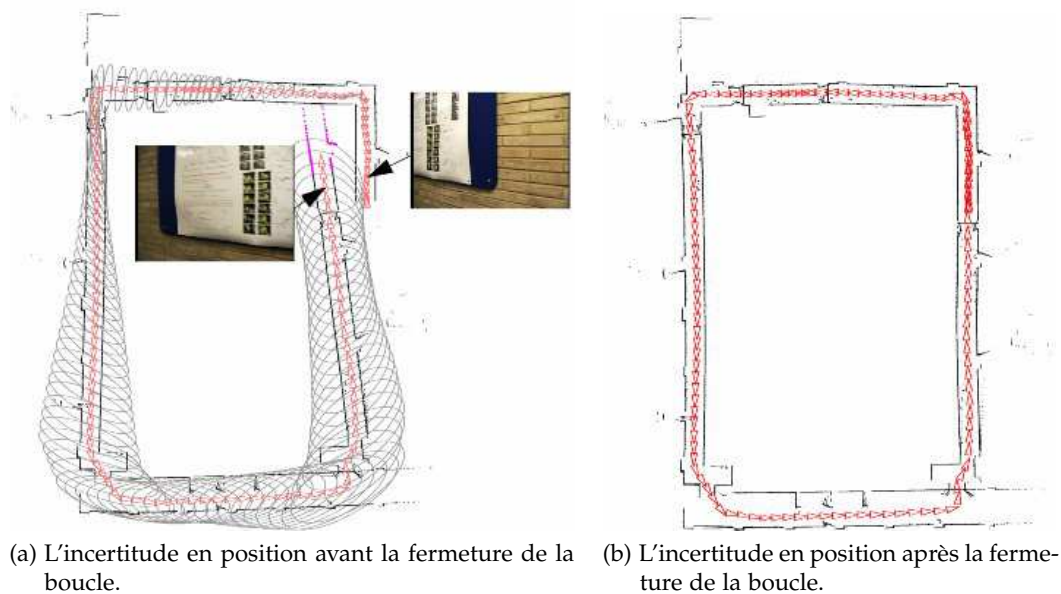 (a) L'incertitude en position avant la fermeture de la
boucle.
(b) L'incertitude en position après la ferme-
ture de la boucle.